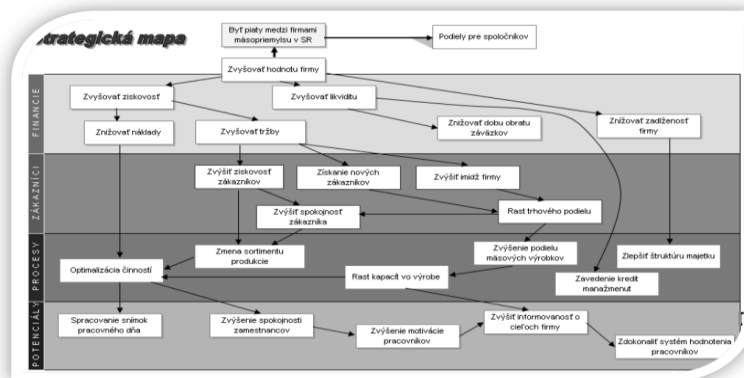 strategická mapa
Byť piaty medzi firmami
mäsopriemylsu v SR
Podiely pre spoločníkov
Zvyšovať hodnotu firmy
FINANCIE
Zvyšovať ziskovosť
Zvyšovať likviditu
Znižovať náklady
Zvyšovať tržby
Znižovať dobu obratu
záväzkov
Znižovať zadlženosť
firmy
ZÁKAZNÍCI
Zvýšiť ziskovosť
zákazníkov
Získanie nových
zákazníkov
Zvýšiť imidž firmy
Zvýšiť spokojnosť
zákazníka
Rast trhového podielu
PROCESY
Optimalizácia činností
Zmena sortimentu
produkcie
Rast kapacít vo výrobe
Zvýšenie podielu
mäsových výrobkov
Zavedenie kredit
manažmenut
Zlepšiť štruktúru majetku
POTENCIÁLY
Spracovanie snímok
pracovného dňa
Zvýšenie spokojnosti
zamestnancov
Zvýšenie motivácie
pracovníkov
Zvýšiť informovanosť o
cieľoch firmy
Zdokonaliť systém hodnotenia
pracovníkov